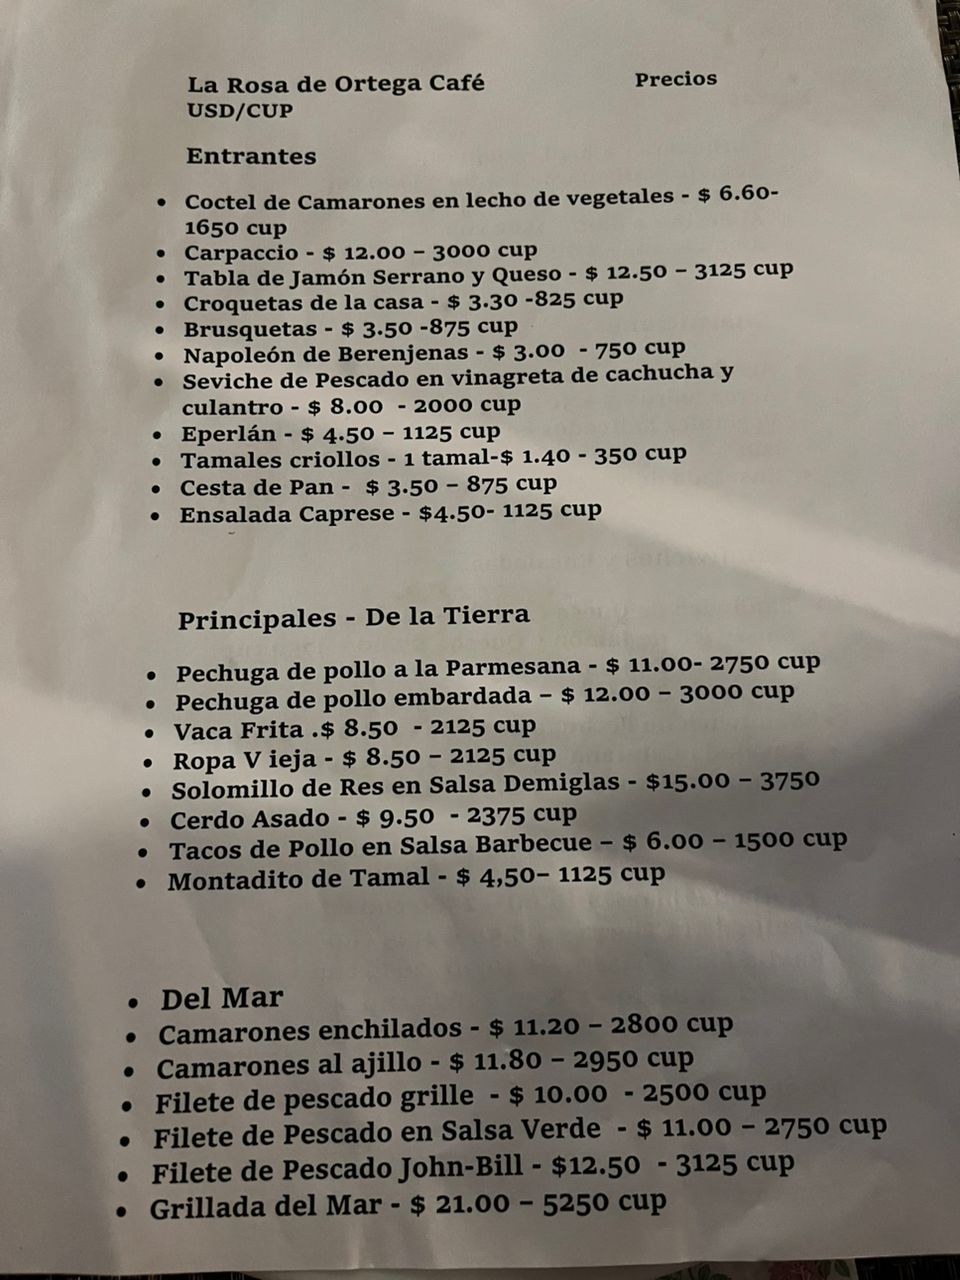 La Rosa de Ortega Café Precios
USD/CUP
Entrantes
• Coctel de Camarones en lecho de vegetales - $ 6.60-
1650 cup
• Carpaccio - $ 12.00 – 3000 cup
• Tabla de Jamón Serrano y Queso - $ 12.50 – 3125 cup
• Croquetas de la casa - $ 3.30 -825 cup
• Brusquetas - $ 3.50 -875 cup
• Napoleón de Berenjenas - $ 3.00 - 750 cup
• Seviche de Pescado en vinagreta de cachucha y
culantro - $ 8.00 - 2000 cup
• Eperlán - $ 4.50 – 1125 cup
• Tamales criollos - 1 tamal-$ 1.40 - 350 cup
• Cesta de Pan - $ 3.50 – 875 cup
• Ensalada Caprese - $4.50- 1125 cup
Principales - De la Tierra
• Pechuga de pollo a la Parmesana - $ 11.00- 2750 cup
• Pechuga de pollo embardada – $ 12.00 – 3000 cup
• Vaca Frita .$ 8.50 - 2125 cup
• Ropa V ieja - $ 8.50 – 2125 cup
• Solomillo de Res en Salsa Demiglas - $15.00 – 3750
• Cerdo Asado - $ 9.50 - 2375 cup
• Tacos de Pollo en Salsa Barbecue – $ 6.00 – 1500 cup
• Montadito de Tamal - $ 4,50– 1125 cup
• Del Mar
• Camarones enchilados - $ 11.20 – 2800 cup
• Camarones al ajillo - $ 11.80 – 2950 cup
• Filete de pescado grille - $ 10.00 - 2500 cup
• Filete de Pescado en Salsa Verde - $ 11.00 – 2750 cup
• Filete de Pescado John-Bill - $12.50 - 3125 cup
• Grillada del Mar - $ 21.00 – 5250 cup